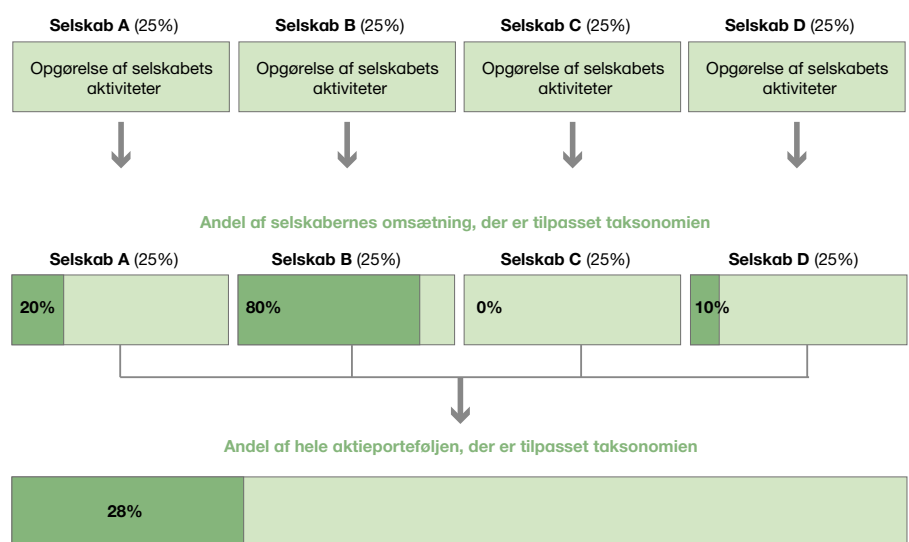 Selskab A (25%) Selskab B (25%) Selskab C (25%) Selskab D (25%)
Opgørelse af selskabets Opgørelse af selskabets Opgørelse af selskabets Opgørelse af selskabets
aktiviteter aktiviteter aktiviteter aktiviteter
Andel af selskabernes omsætning, der er tilpasset taksonomien
Selskab A (25%) Selskab B (25%) Selskab C (25%) Selskab D (25%)
20% 80% 0% 10%
Andel af hele aktieporteføljen, der er tilpasset taksonomien
28%